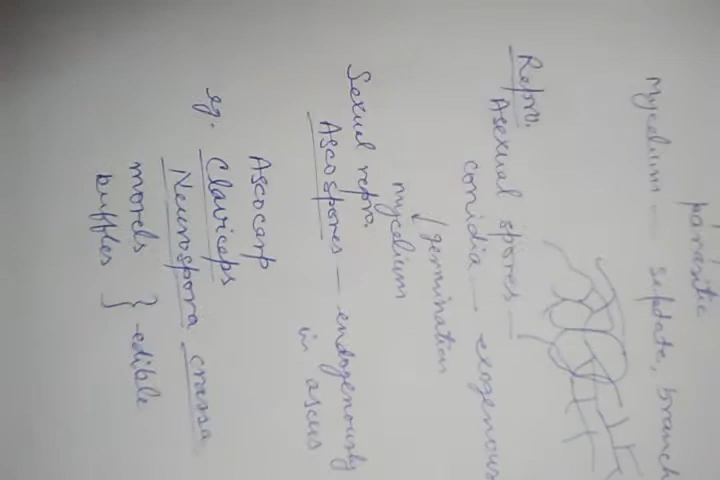 parasitic
Mycelium — septate, branch
Repro.
Asexual spores —
conidia — exogenous
↓ germination
mycelium
Sexual repro.
Ascospores — endogenously
in ascus
Ascocarp
eg. Claviceps
Neurospora crassa
morels } edible
buffles